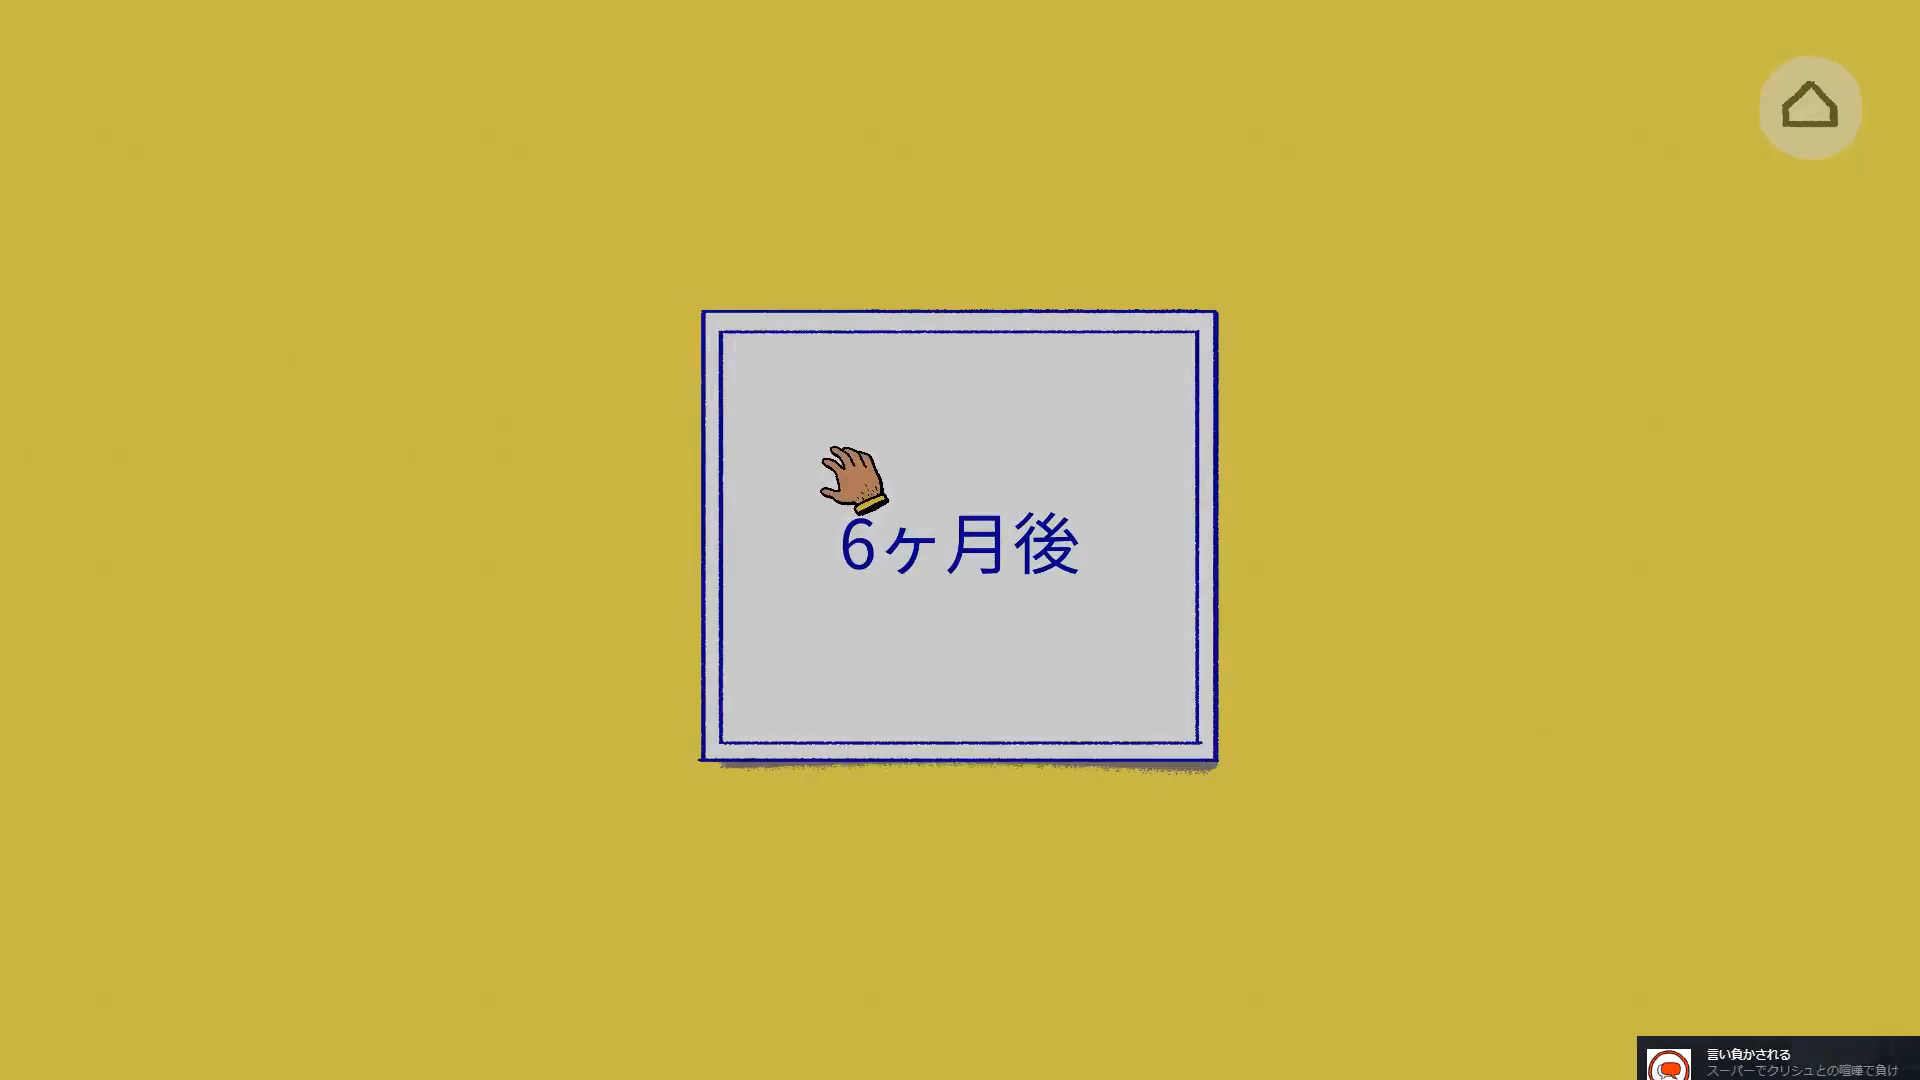 6ヶ月後
言い負かされる
スーパーでクリシュとの喧嘩で負け